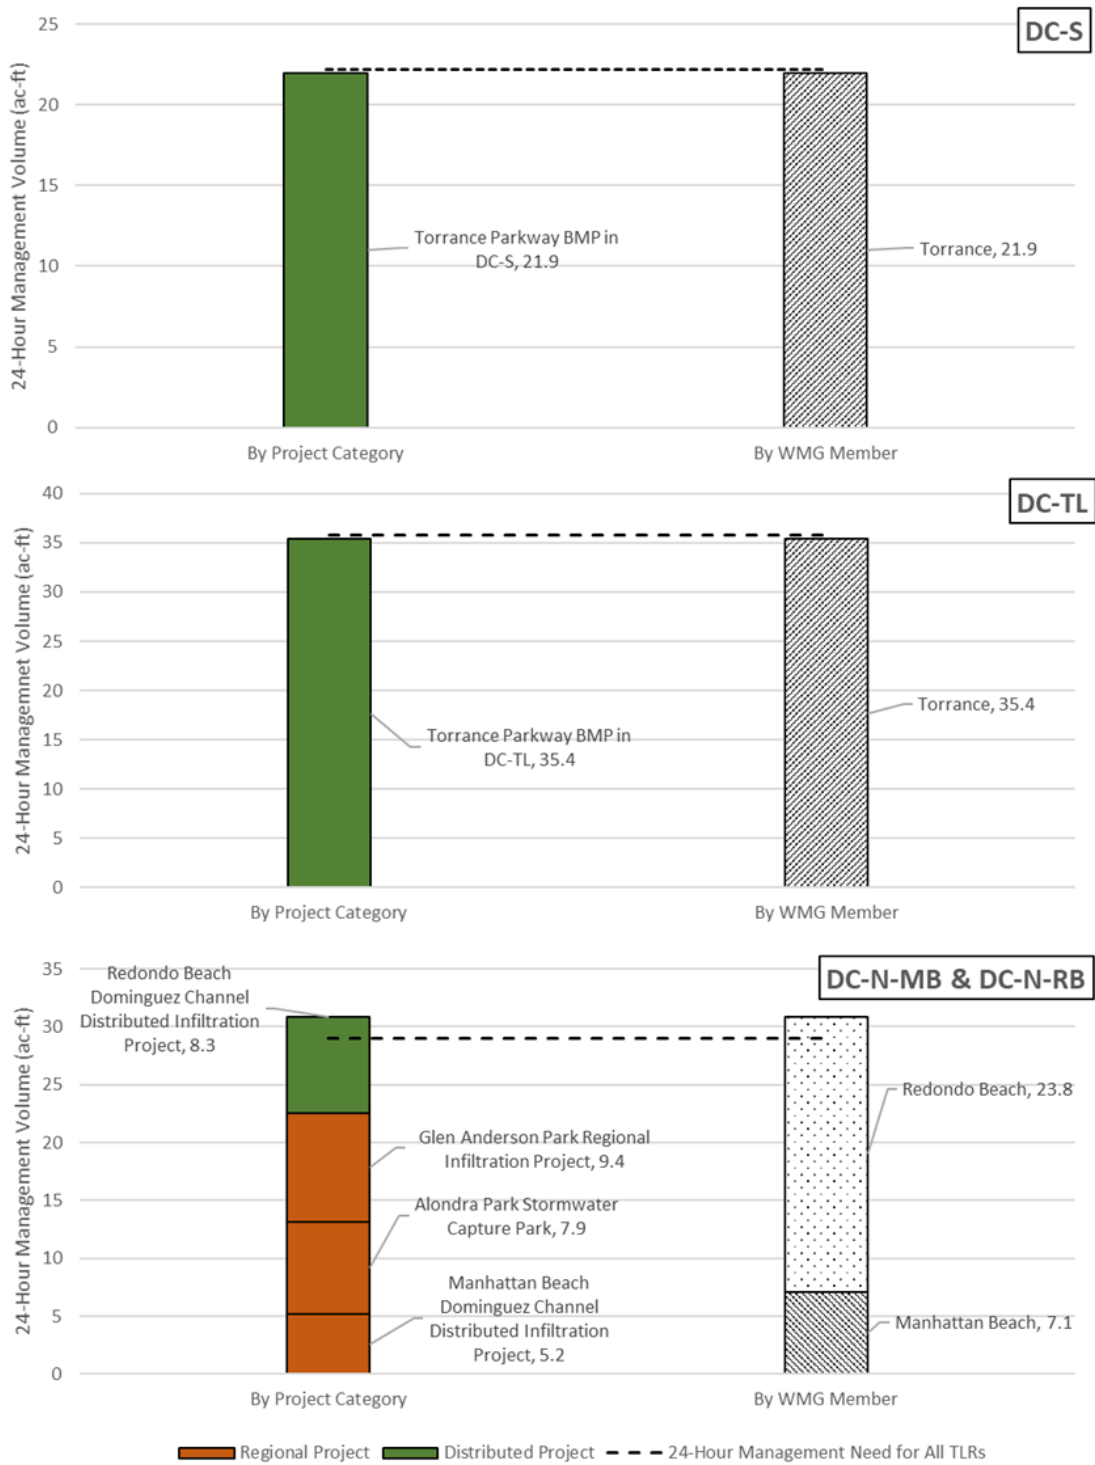 DC-S
24-Hour Management Volume (ac-ft)
25
20
15
10
5
0
Torrance Parkway BMP in
DC-S, 21.9
Torrance, 21.9
By Project Category
By WMG Member
DC-TL
24-Hour Managemnet Volume (ac-ft)
40
35
30
25
20
15
10
5
0
Torrance Parkway BMP in
DC-TL, 35.4
Torrance, 35.4
By Project Category
By WMG Member
DC-N-MB & DC-N-RB
24-Hour Management Volume (ac-ft)
35
30
25
20
15
10
5
0
Redondo Beach
Dominguez Channel
Distributed Infiltration
Project, 8.3
Glen Anderson Park Regional
Infiltration Project, 9.4
Alondra Park Stormwater
Capture Park, 7.9
Manhattan Beach
Dominguez Channel
Distributed Infiltration
Project, 5.2
Redondo Beach, 23.8
Manhattan Beach, 7.1
By Project Category
By WMG Member
Regional Project
Distributed Project
24-Hour Management Need for All TLRs